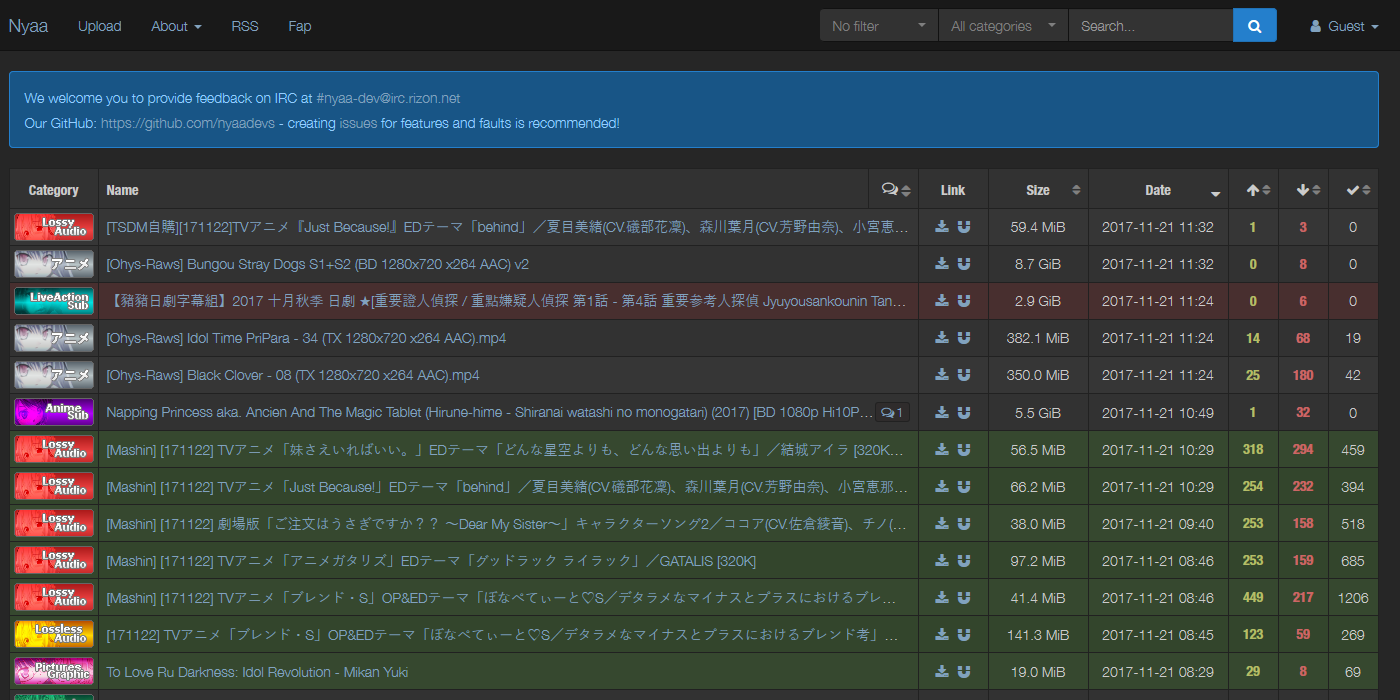 Nyaa Upload About RSS Fap No filter All categories Search... Guest
We welcome you to provide feedback on IRC at #nyaa-dev@irc.rizon.net
Our GitHub: https://github.com/nyaadevs - creating issues for features and faults is recommended!
Category Name Link Size Date
Lossy Audio [TSDM自購][171122]TVアニメ『Just Because!』EDテーマ「behind」／夏目美緒(CV.礒部花凜)、森川葉月(CV.芳野由奈)、小宮恵... 59.4 MiB 2017-11-21 11:32 1 3 0
アニメ [Ohys-Raws] Bungou Stray Dogs S1+S2 (BD 1280x720 x264 AAC) v2 8.7 GiB 2017-11-21 11:32 0 8 0
LiveAction Sub 【豬豬日劇字幕組】2017 十月秋季 日劇 ★[重要證人偵探 / 重點嫌疑人偵探 第1話 - 第4話 重要参考人探偵 Jyuyousankounin Tan... 2.9 GiB 2017-11-21 11:24 0 6 0
アニメ [Ohys-Raws] Idol Time PriPara - 34 (TX 1280x720 x264 AAC).mp4 382.1 MiB 2017-11-21 11:24 14 68 19
アニメ [Ohys-Raws] Black Clover - 08 (TX 1280x720 x264 AAC).mp4 350.0 MiB 2017-11-21 11:24 25 180 42
Anime Sub Napping Princess aka. Ancien And The Magic Tablet (Hirune-hime - Shiranai watashi no monogatari) (2017) [BD 1080p Hi10P... 1 5.5 GiB 2017-11-21 10:49 1 32 0
Lossy Audio [Mashin] [171122] TVアニメ「妹さえいればいい。」EDテーマ「どんな星空よりも、どんな思い出よりも」／結城アイラ [320K... 56.5 MiB 2017-11-21 10:29 318 294 459
Lossy Audio [Mashin] [171122] TVアニメ「Just Because!」EDテーマ「behind」／夏目美緒(CV.礒部花凜)、森川葉月(CV.芳野由奈)、小宮恵那... 66.2 MiB 2017-11-21 10:29 254 232 394
Lossy Audio [Mashin] [171122] 劇場版「ご注文はうさぎですか？？ ～Dear My Sister～」キャラクターソング2／ココア(CV.佐倉綾音)、チノ(... 38.0 MiB 2017-11-21 09:40 253 158 518
Lossy Audio [Mashin] [171122] TVアニメ「アニメガタリズ」EDテーマ「グッドラック ライラック」／GATALIS [320K] 97.2 MiB 2017-11-21 08:46 253 159 685
Lossy Audio [Mashin] [171122] TVアニメ「ブレンド・S」OP&EDテーマ「ぼなぺてぃーと♡S／デタラメなマイナスとプラスにおけるブレ... 41.4 MiB 2017-11-21 08:46 449 217 1206
Lossless Audio [171122] TVアニメ「ブレンド・S」OP&EDテーマ「ぼなぺてぃーと♡S／デタラメなマイナスとプラスにおけるブレンド考」... 141.3 MiB 2017-11-21 08:45 123 59 269
Pictures Graphic To Love Ru Darkness: Idol Revolution - Mikan Yuki 19.0 MiB 2017-11-21 08:29 29 8 69